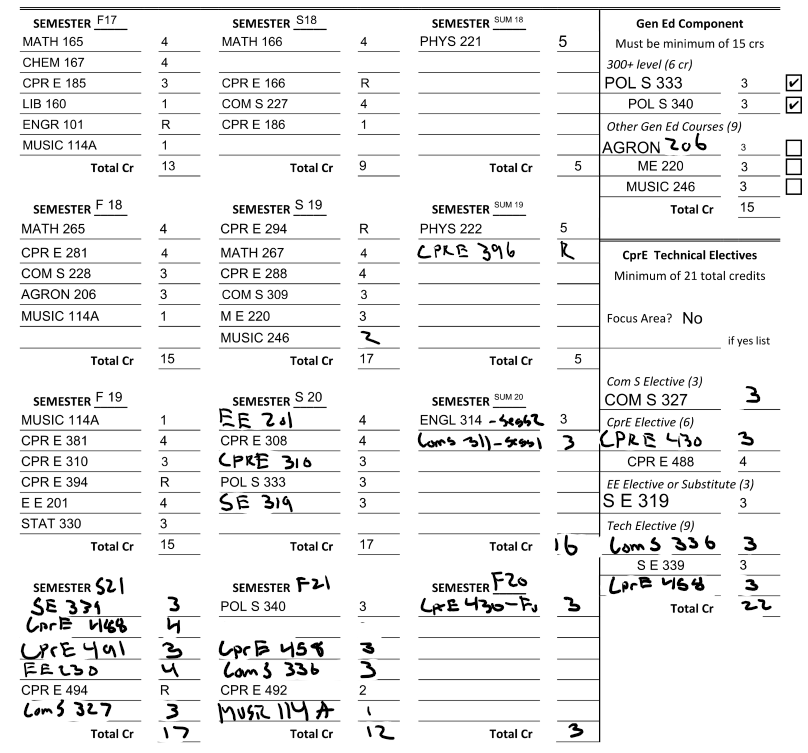 SEMESTER F17
MATH 165 4
CHEM 167 4
CPR E 185 3
LIB 160 1
ENGR 101 R
MUSIC 114A 1
Total Cr 13
SEMESTER S18
MATH 166 4
CPR E 166 R
COM S 227 4
CPR E 186 1
Total Cr 9
SEMESTER SUM 18
PHYS 221 5
Total Cr 5
Gen Ed Component
Must be minimum of 15 crs
300+ level (6 cr)
POL S 333 3
POL S 340 3
Other Gen Ed Courses (9)
AGRON 206 3
ME 220 3
MUSIC 246 3
Total Cr 15
SEMESTER F 18
MATH 265 4
CPR E 281 4
COM S 228 3
AGRON 206 3
MUSIC 114A 1
Total Cr 15
SEMESTER S 19
CPR E 294 R
MATH 267 4
CPR E 288 4
COM S 309 3
M E 220 3
MUSIC 246 2
Total Cr 17
SEMESTER SUM 19
PHYS 222 5
CPRE 396 R
Total Cr 5
CprE Technical Electives
Minimum of 21 total credits
Focus Area? No
if yes list
Com S Elective (3)
COM S 327 3
CprE Elective (6)
CPRE 430 3
CPR E 488 4
EE Elective or Substitute (3)
S E 319 3
Tech Elective (9)
Com S 336 3
S E 339 3
CprE 458 3
Total Cr 22
SEMESTER F 19
MUSIC 114A 1
CPR E 381 4
CPR E 310 3
CPR E 394 R
E E 201 4
STAT 330 3
Total Cr 15
SEMESTER S 20
EE 201 4
CPR E 308 4
CPRE 310 3
POL S 333 3
SE 319 3
Total Cr 17
SEMESTER SUM 20
ENGL 314 - Sess2 3
Coms 311 - Sess1 3
Total Cr 16
SEMESTER S21
SE 339 3
CprE 488 4
CprE 491 3
EE 230 4
CPR E 494 R
Com S 327 3
Total Cr 17
SEMESTER F21
POL S 340 3
CprE 458 3
Com S 336 3
CPR E 492 2
MUSIC 114 A 1
Total Cr 12
SEMESTER F20
CprE 430 - 3
Total Cr 3